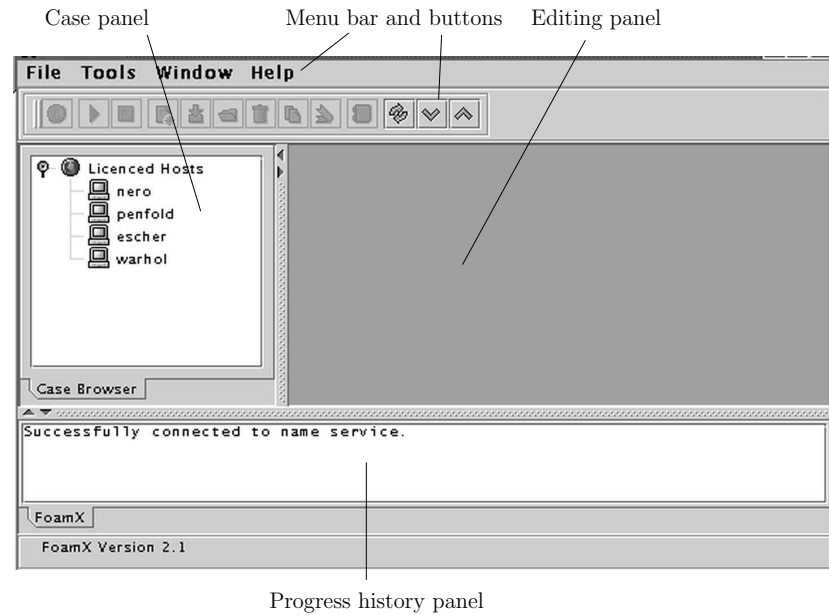 Case panel
Menu bar and buttons
Editing panel
File Tools Window Help
Licenced Hosts
nero
penfold
escher
warhol
Case Browser
Successfully connected to name service.
FoamX
FoamX Version 2.1
Progress history panel